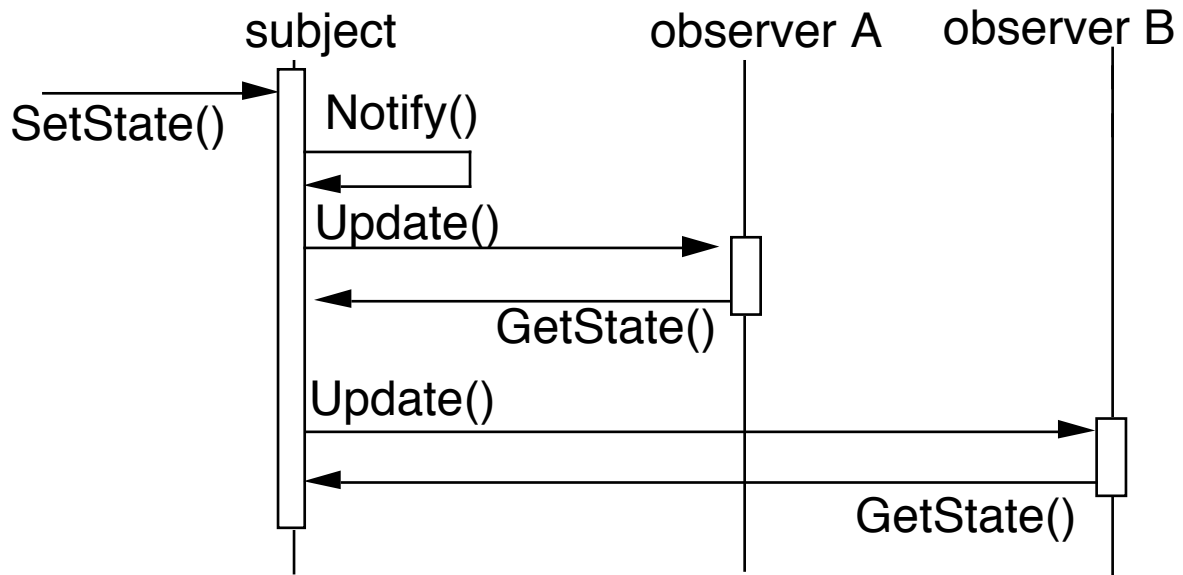 subject
observer A
observer B
SetState()
Notify()
Update()
GetState()
Update()
GetState()